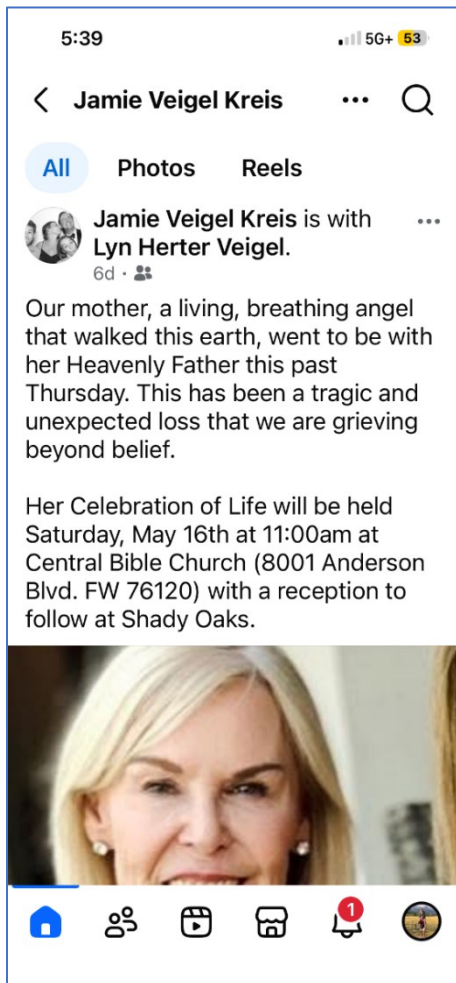 5:39
5G+ 53
Jamie Veigel Kreis
All Photos Reels
Jamie Veigel Kreis is with
Lyn Herter Veigel.
6d
Our mother, a living, breathing angel
that walked this earth, went to be with
her Heavenly Father this past
Thursday. This has been a tragic and
unexpected loss that we are grieving
beyond belief.
Her Celebration of Life will be held
Saturday, May 16th at 11:00am at
Central Bible Church (8001 Anderson
Blvd. FW 76120) with a reception to
follow at Shady Oaks.
1